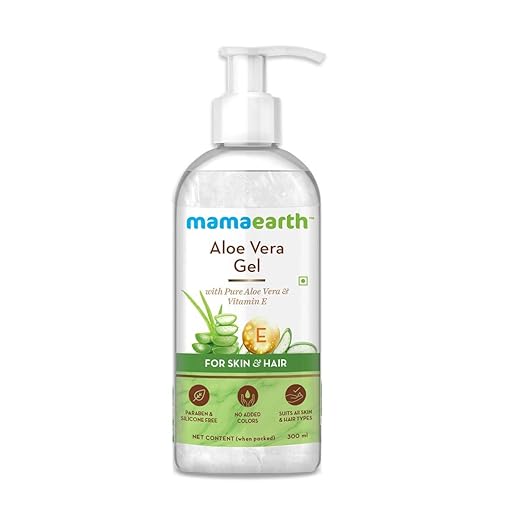 mamaearth™
Aloe Vera
Gel
with Pure Aloe Vera &
Vitamin E
E
FOR SKIN & HAIR
PARABEN &
SILICONE FREE
NO ADDED
COLORS
SUITS All SKIN
& HAIR TYPES
NET CONTENT (when packed) 300 ml